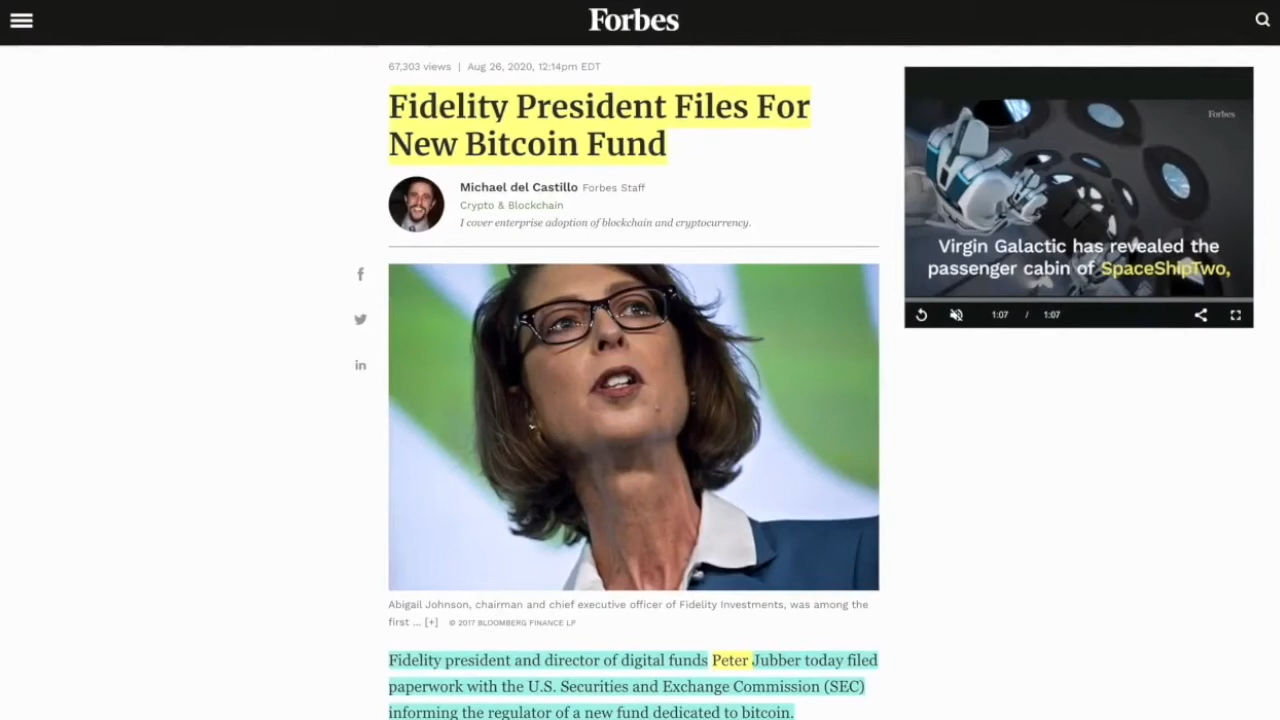 Forbes
67,303 views | Aug 26, 2020, 12:14pm EDT
Fidelity President Files For
New Bitcoin Fund
Michael del Castillo Forbes Staff
Crypto & Blockchain
I cover enterprise adoption of blockchain and cryptocurrency.
Forbes
Virgin Galactic has revealed the
passenger cabin of SpaceShipTwo,
1:07 / 1:07
f
in
Abigail Johnson, chairman and chief executive officer of Fidelity Investments, was among the
first ... [+] © 2017 BLOOMBERG FINANCE LP
Fidelity president and director of digital funds Peter Jubber today filed
paperwork with the U.S. Securities and Exchange Commission (SEC)
informing the regulator of a new fund dedicated to bitcoin.